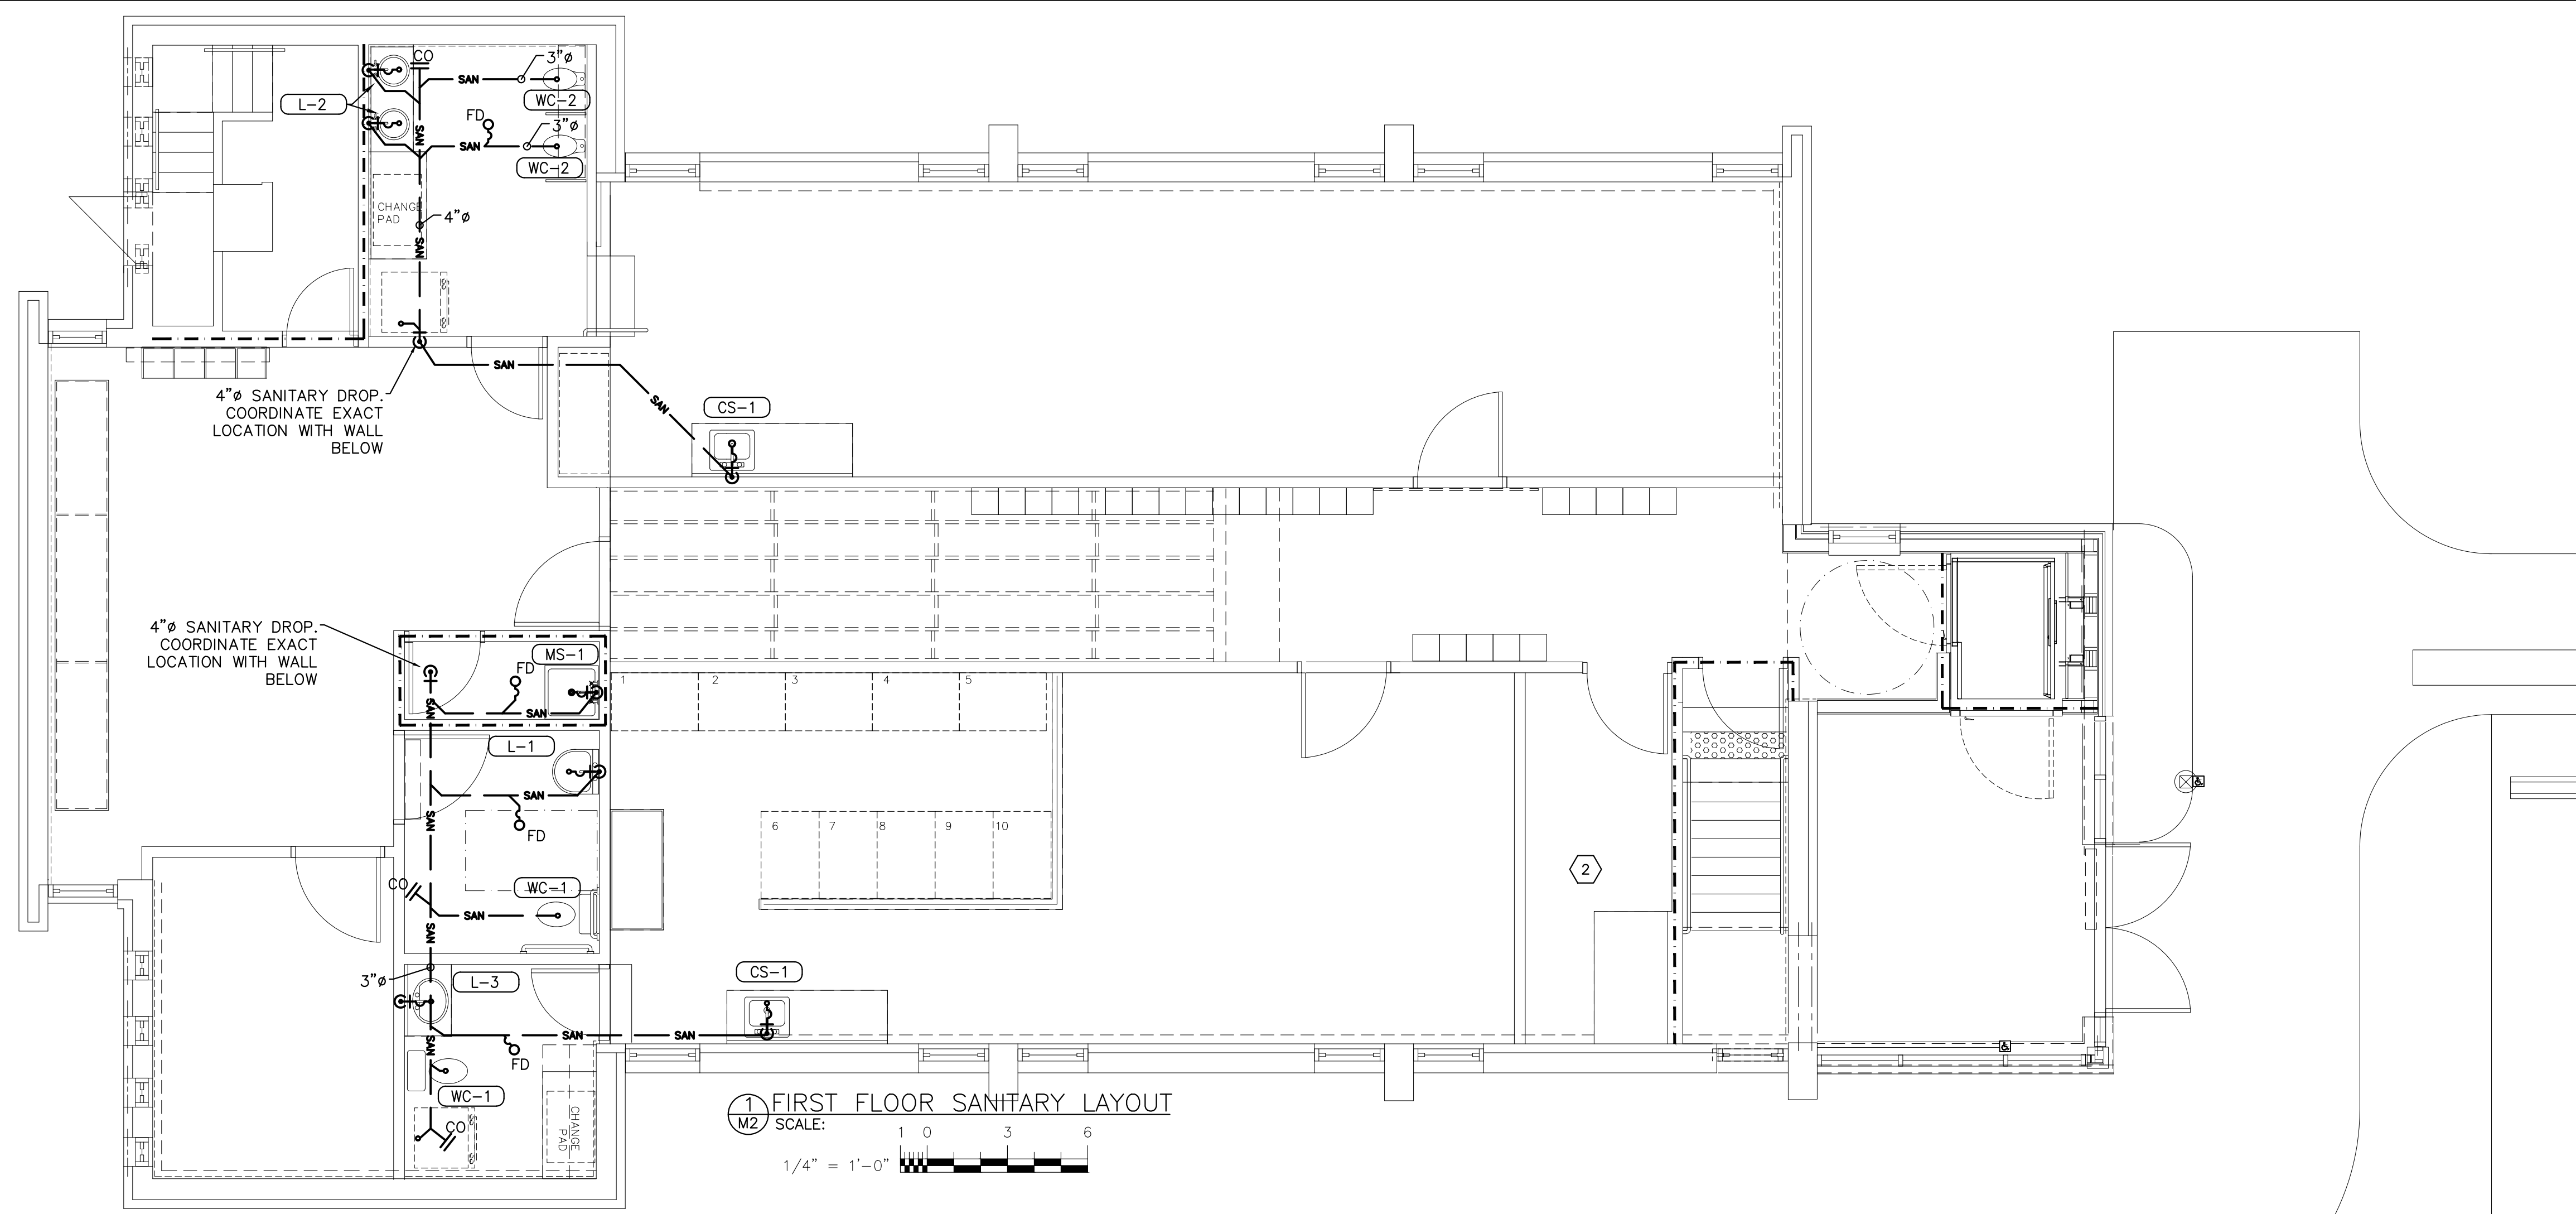 CO
3"ø
SAN
L-2
WC-2
FD
SAN
3"ø
SAN
WC-2
CHANGE
PAD
4"ø
SAN
SAN
4"ø SANITARY DROP.
COORDINATE EXACT
LOCATION WITH WALL
BELOW
SAN
CS-1
4"ø SANITARY DROP.
COORDINATE EXACT
LOCATION WITH WALL
BELOW
MS-1
FD
SAN
SAN
1 2 3 4 5
L-1
SAN
SAN
FD
6 7 8 9 10
CO
WC-1
SAN
SAN
2
3"ø
L-3
CS-1
SAN
SAN
SAN
FD
WC-1
CO
CHANGE
PAD
1
M2
FIRST FLOOR SANITARY LAYOUT
SCALE:
1 0 3 6
1/4" = 1'-0"